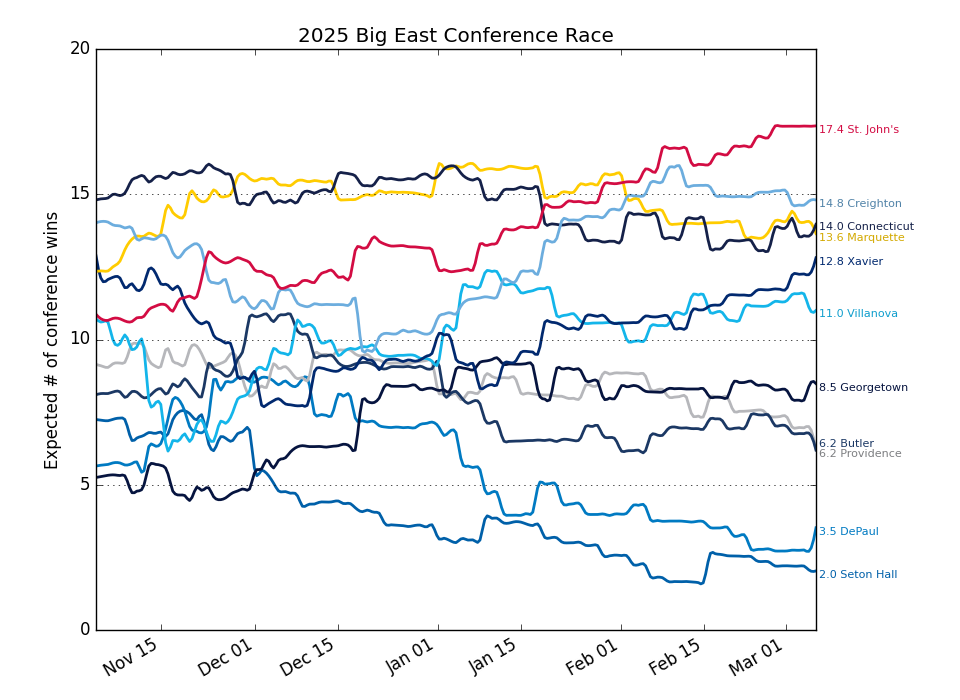 2025 Big East Conference Race
Expected # of conference wins
20
15
10
5
0
Nov 15
Dec 01
Dec 15
Jan 01
Jan 15
Feb 01
Feb 15
Mar 01
17.4 St. John's
14.8 Creighton
14.0 Connecticut
13.6 Marquette
12.8 Xavier
11.0 Villanova
8.5 Georgetown
6.2 Butler
6.2 Providence
3.5 DePaul
2.0 Seton Hall